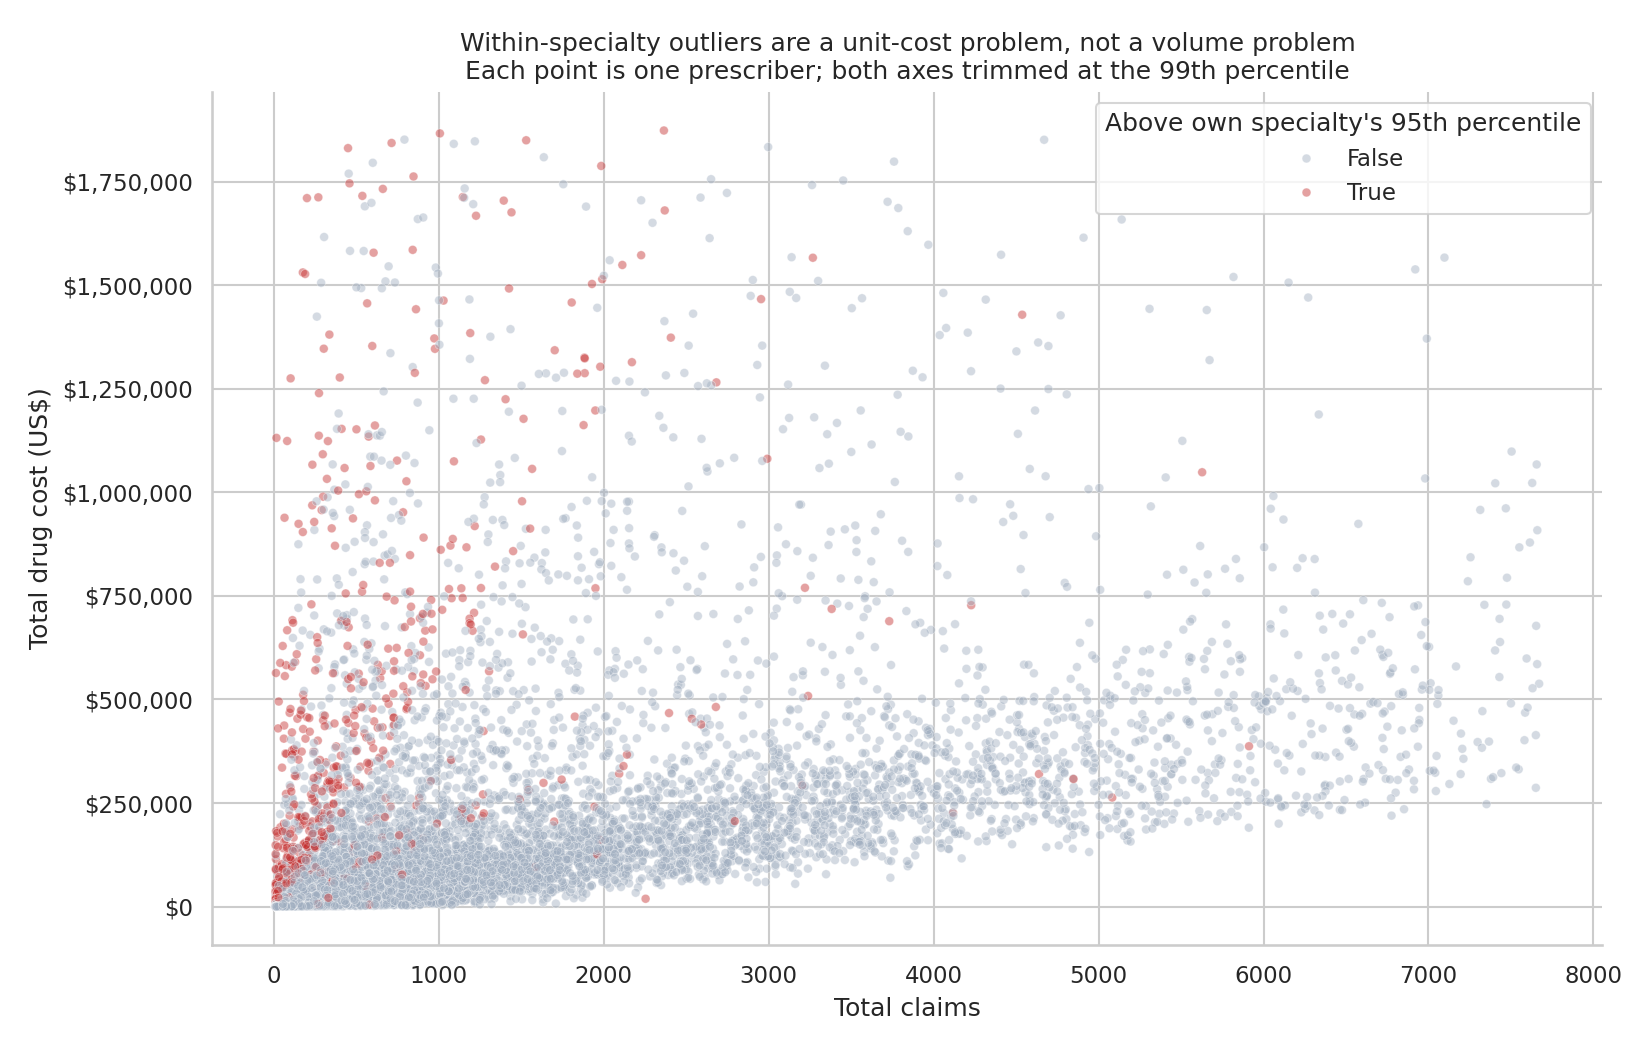 Within-specialty outliers are a unit-cost problem, not a volume problem
Each point is one prescriber; both axes trimmed at the 99th percentile
Above own specialty's 95th percentile
False
True
Total drug cost (US$)
$1,750,000
$1,500,000
$1,250,000
$1,000,000
$750,000
$500,000
$250,000
$0
0
1000
2000
3000
4000
5000
6000
7000
8000
Total claims